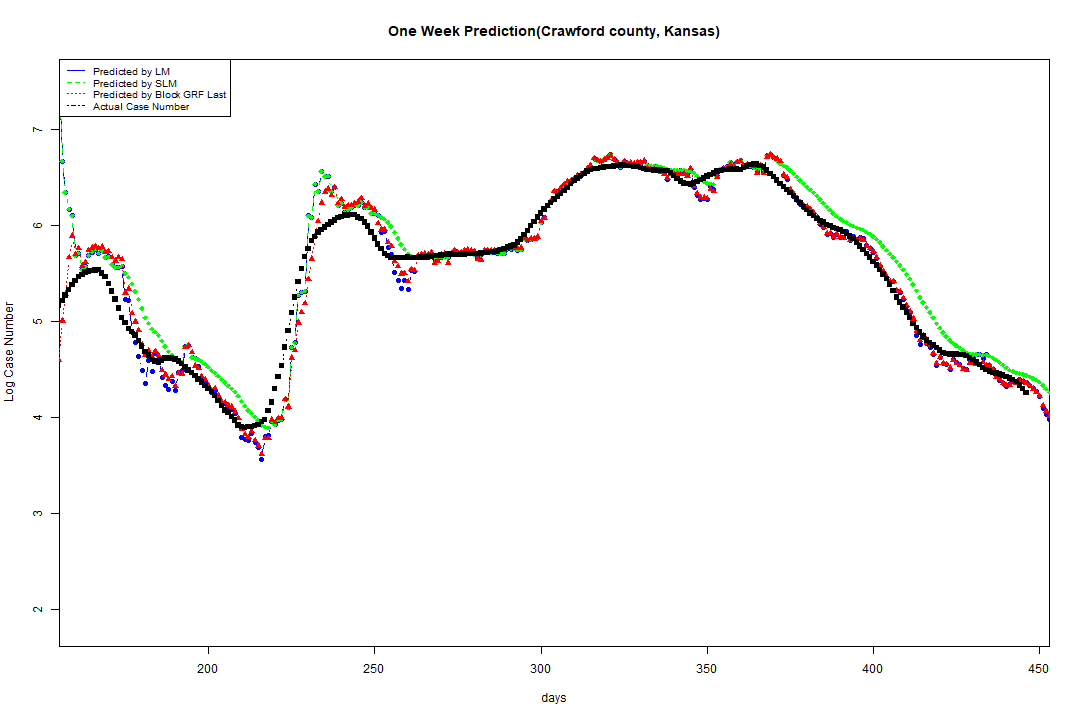 One Week Prediction(Crawford county, Kansas)
Predicted by LM
Predicted by SLM
Predicted by Block GRF Last
Actual Case Number
Log Case Number
7
6
5
4
3
2
200 250 300 350 400 450
days